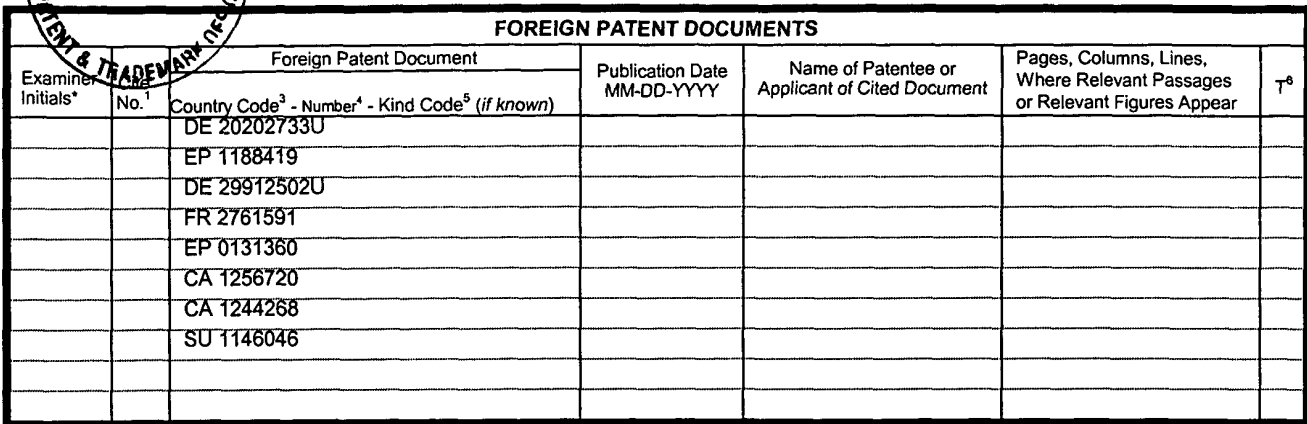 FOREIGN PATENT DOCUMENTS
Examiner Initials*
No.¹
Foreign Patent Document
Country Code³ - Number⁴ - Kind Code⁵ (if known)
Publication Date
MM-DD-YYYY
Name of Patentee or
Applicant of Cited Document
Pages, Columns, Lines,
Where Relevant Passages
or Relevant Figures Appear
T⁶
& TRADEMARK
DE 20202733U
EP 1188419
DE 29912502U
FR 2761591
EP 0131360
CA 1256720
CA 1244268
SU 1146046